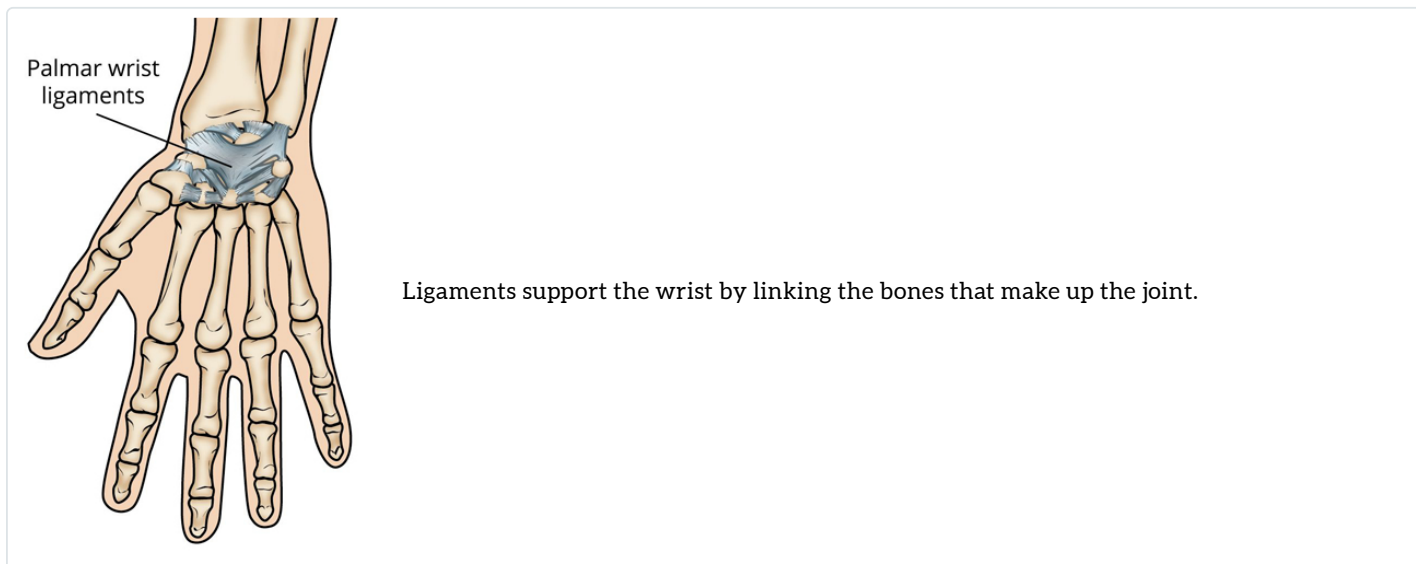 Palmar wrist
ligaments
Ligaments support the wrist by linking the bones that make up the joint.